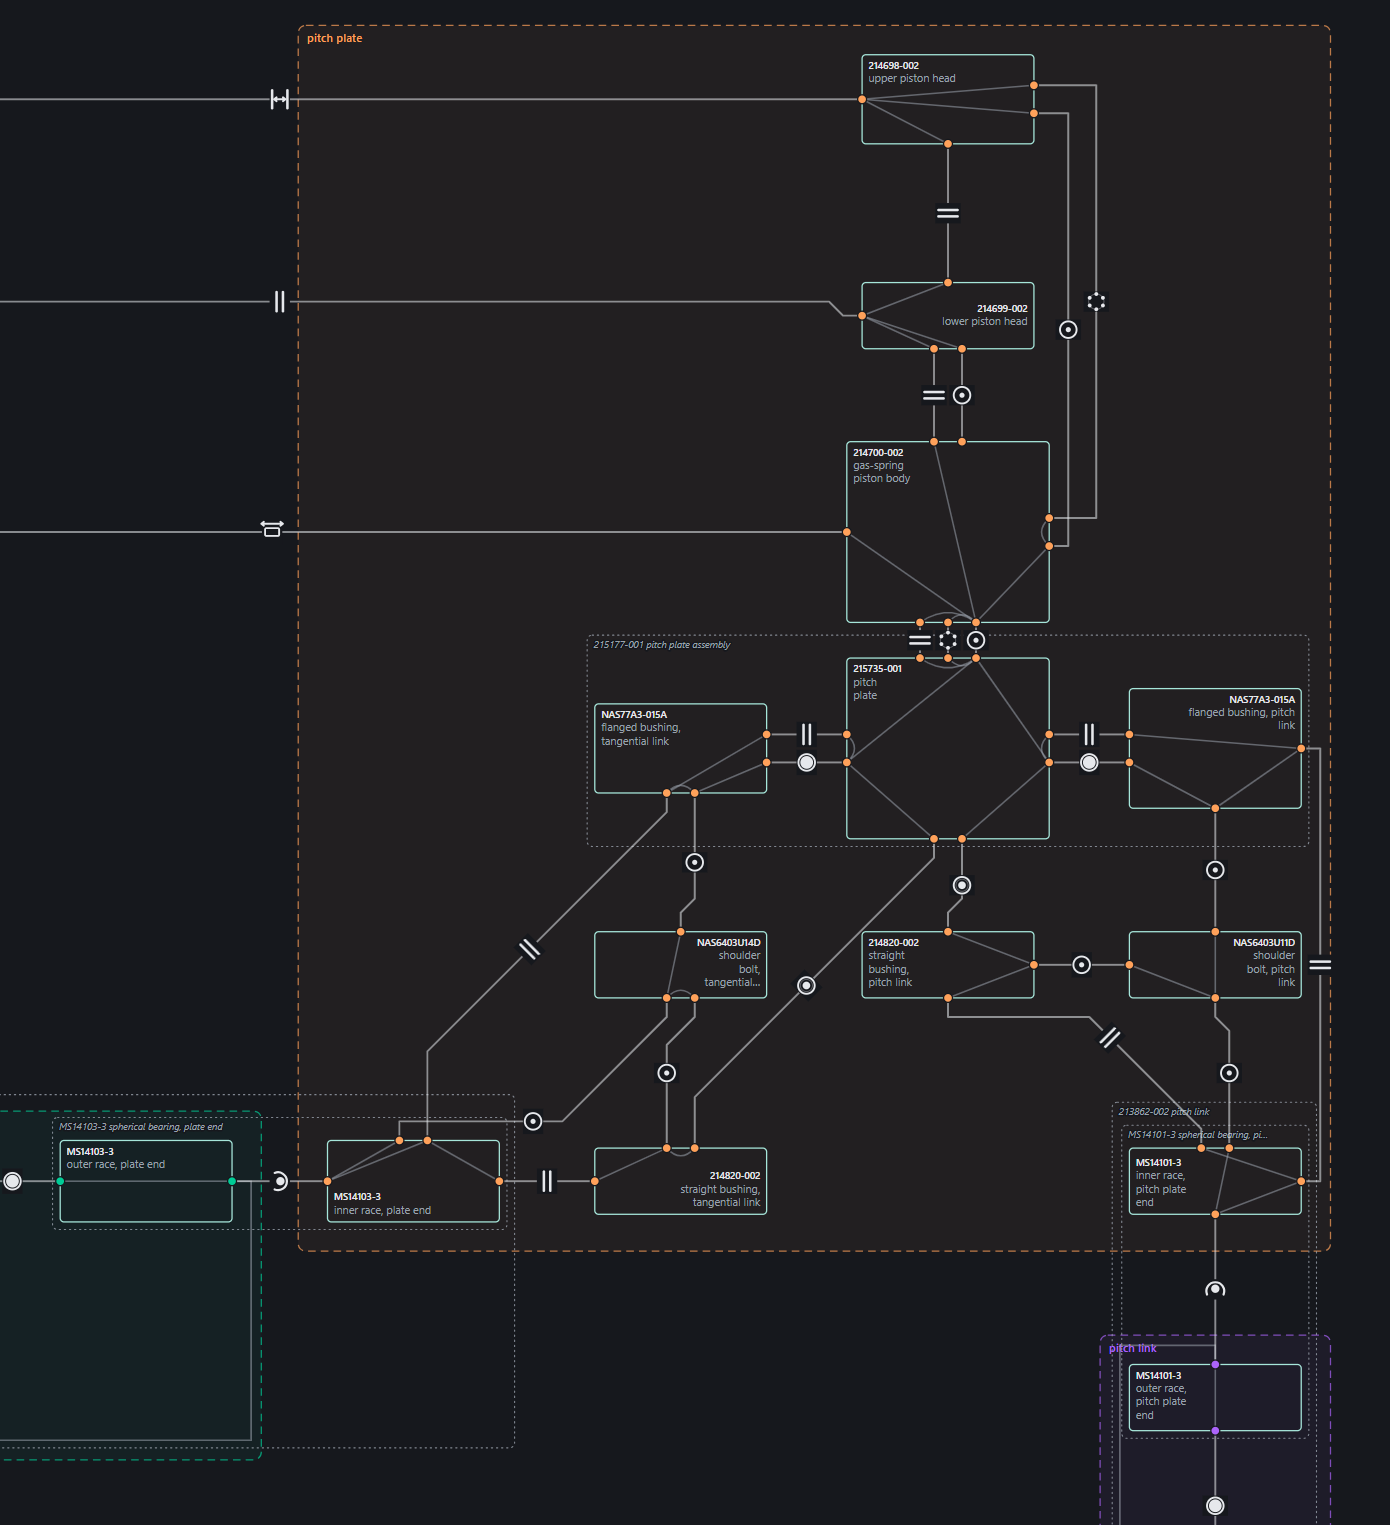 pitch plate
214698-002
upper piston head
214699-002
lower piston head
214700-002
gas-spring
piston body
215177-001 pitch plate assembly
215735-001
pitch
plate
NAS77A3-015A
flanged bushing,
tangential link
NAS77A3-015A
flanged bushing, pitch
link
NAS6403U14D
shoulder
bolt,
tangential...
214820-002
straight
bushing,
pitch link
NAS6403U11D
shoulder
bolt, pitch
link
MS14103-3 spherical bearing, plate end
MS14103-3
outer race, plate end
MS14103-3
inner race, plate end
214820-002
straight bushing,
tangential link
213862-002 pitch link
MS14101-3 spherical bearing, pi...
MS14101-3
inner race,
pitch plate
end
pitch link
MS14101-3
outer race,
pitch plate
end